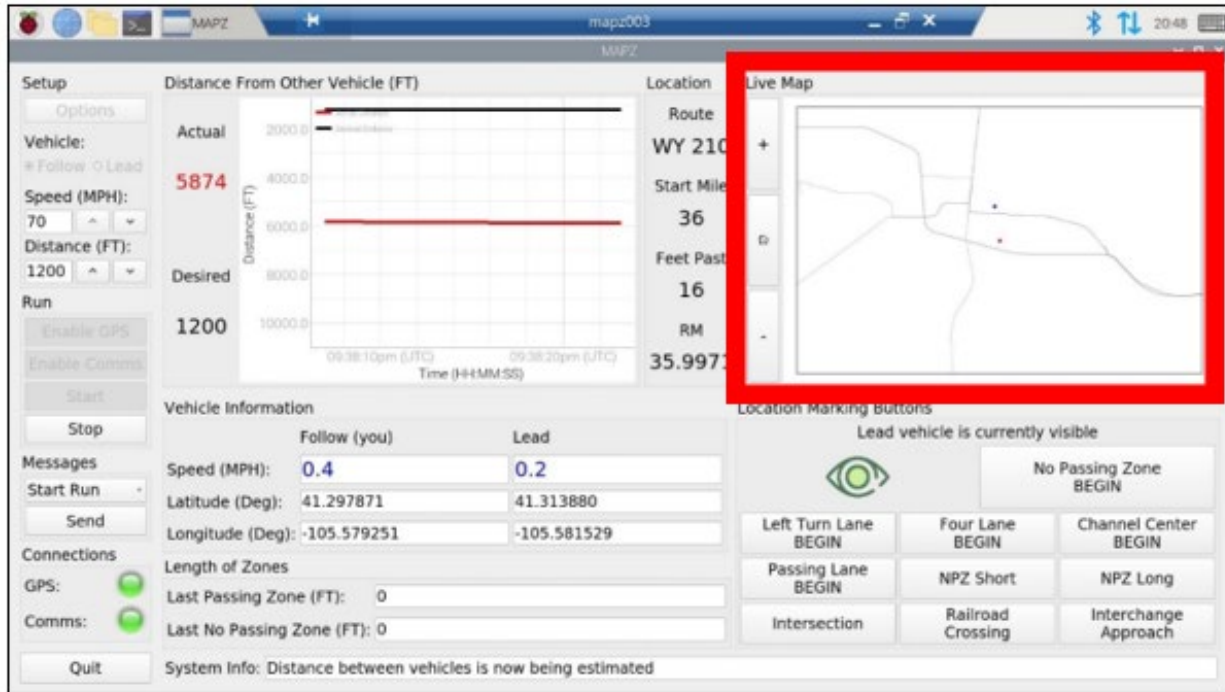 MAPZ
mapz003
20:48
MAPZ
Setup
Options
Vehicle:
Follow Lead
Speed (MPH):
70
Distance (FT):
1200
Run
Enable GPS
Enable Comms
Start
Stop
Messages
Start Run
Send
Connections
GPS:
Comms:
Quit
Distance From Other Vehicle (FT)
Actual
5874
Desired
1200
Distance (FT)
2000.0
4000.0
6000.0
8000.0
10000.0
09:38:10pm (UTC) 09:38:20pm (UTC)
Time (HH:MM:SS)
Location
Route
WY 210
Start Mile
36
Feet Past
16
RM
35.9971
Live Map
+
-
Vehicle Information
Follow (you) Lead
Speed (MPH): 0.4 0.2
Latitude (Deg): 41.297871 41.313880
Longitude (Deg): -105.579251 -105.581529
Length of Zones
Last Passing Zone (FT): 0
Last No Passing Zone (FT): 0
System Info: Distance between vehicles is now being estimated
Location Marking Buttons
Lead vehicle is currently visible
No Passing Zone
BEGIN
Left Turn Lane
BEGIN
Four Lane
BEGIN
Channel Center
BEGIN
Passing Lane
BEGIN
NPZ Short
NPZ Long
Intersection
Railroad
Crossing
Interchange
Approach